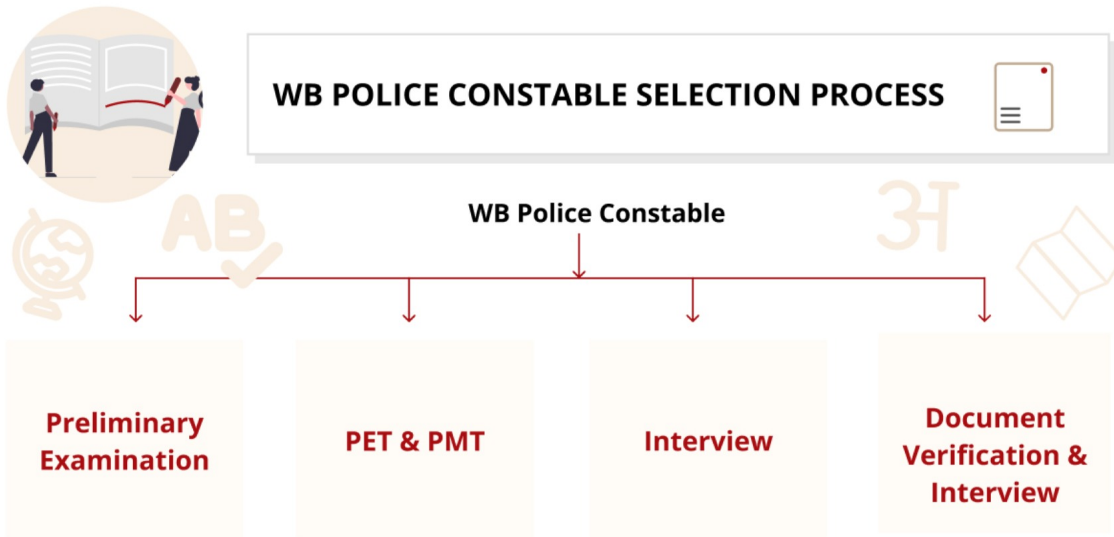 WB POLICE CONSTABLE SELECTION PROCESS
AB
अ
WB Police Constable
Preliminary
Examination
PET & PMT
Interview
Document
Verification &
Interview